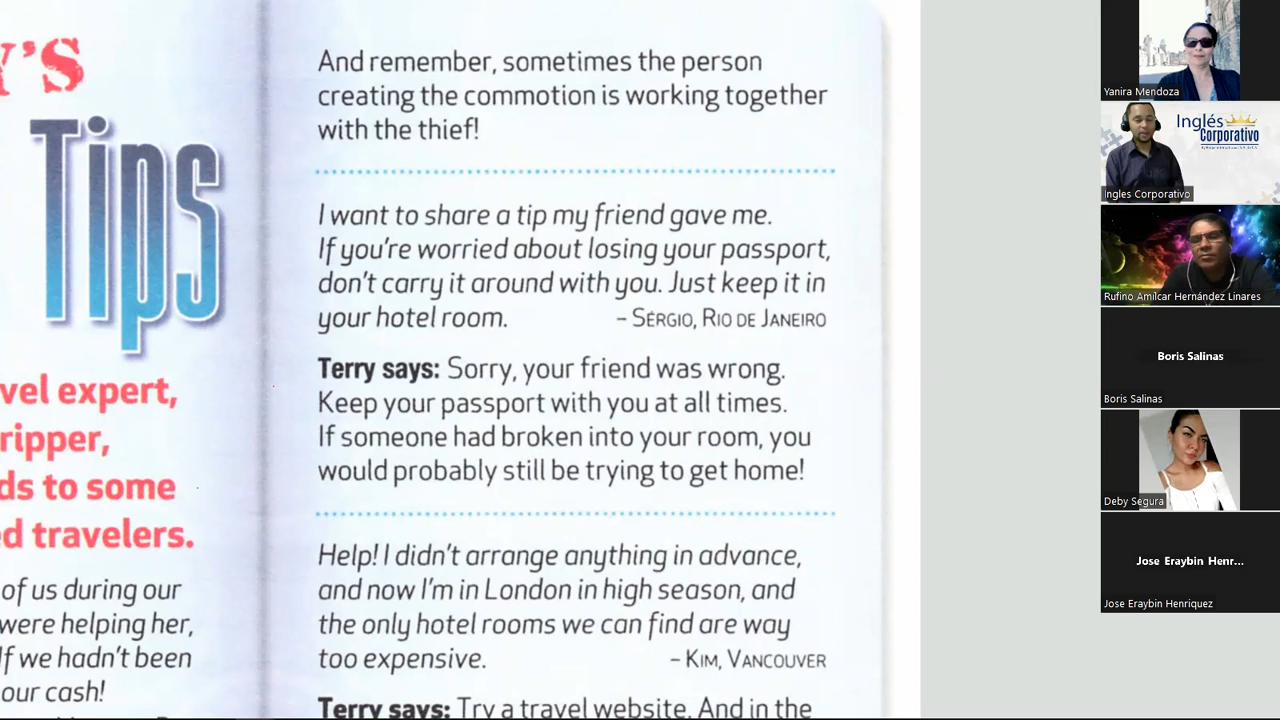 Y'S
Tips
vel expert,
ripper,
ds to some
ed travelers.
of us during our
were helping her,
If we hadn't been
our cash!
And remember, sometimes the person
creating the commotion is working together
with the thief!
I want to share a tip my friend gave me.
If you're worried about losing your passport,
don't carry it around with you. Just keep it in
your hotel room. – SÉRGIO, RIO DE JANEIRO
Terry says: Sorry, your friend was wrong.
Keep your passport with you at all times.
If someone had broken into your room, you
would probably still be trying to get home!
Help! I didn't arrange anything in advance,
and now I'm in London in high season, and
the only hotel rooms we can find are way
too expensive. – KIM, VANCOUVER
Terry says: Try a travel website. And in the
Yanira Mendoza
Inglés
Corporativo
Ingles Corporativo
Rufino Amílcar Hernández Linares
Boris Salinas
Boris Salinas
Deby Segura
Jose Eraybin Henr...
Jose Eraybin Henriquez